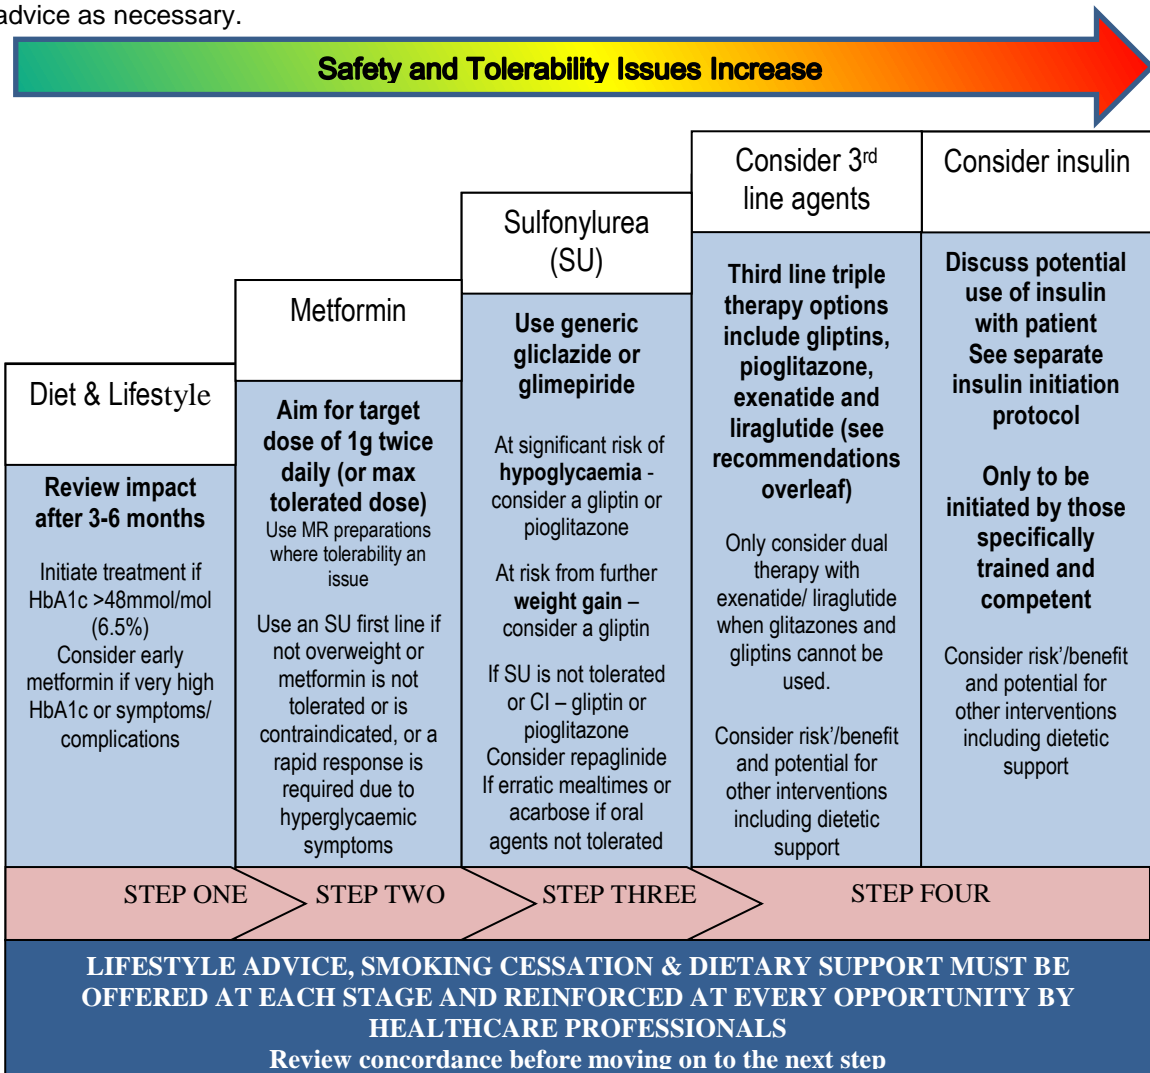 advice as necessary.
Safety and Tolerability Issues Increase
Diet & Lifestyle
Review impact
after 3-6 months
Initiate treatment if
HbA1c >48mmol/mol
(6.5%)
Consider early
metformin if very high
HbA1c or symptoms/
complications
Metformin
Aim for target
dose of 1g twice
daily (or max
tolerated dose)
Use MR preparations
where tolerability an
issue
Use an SU first line if
not overweight or
metformin is not
tolerated or is
contraindicated, or a
rapid response is
required due to
hyperglycaemic
symptoms
Sulfonylurea
(SU)
Use generic
gliclazide or
glimepiride
At significant risk of
hypoglycaemia -
consider a gliptin or
pioglitazone
At risk from further
weight gain –
consider a gliptin
If SU is not tolerated
or CI – gliptin or
pioglitazone
Consider repaglinide
If erratic mealtimes or
acarbose if oral
agents not tolerated
Consider 3rd
line agents
Third line triple
therapy options
include gliptins,
pioglitazone,
exenatide and
liraglutide (see
recommendations
overleaf)
Only consider dual
therapy with
exenatide/ liraglutide
when glitazones and
gliptins cannot be
used.
Consider risk'/benefit
and potential for
other interventions
including dietetic
support
Consider insulin
Discuss potential
use of insulin
with patient
See separate
insulin initiation
protocol
Only to be
initiated by those
specifically
trained and
competent
Consider risk'/benefit
and potential for
other interventions
including dietetic
support
STEP ONE
STEP TWO
STEP THREE
STEP FOUR
LIFESTYLE ADVICE, SMOKING CESSATION & DIETARY SUPPORT MUST BE
OFFERED AT EACH STAGE AND REINFORCED AT EVERY OPPORTUNITY BY
HEALTHCARE PROFESSIONALS
Review concordance before moving on to the next step